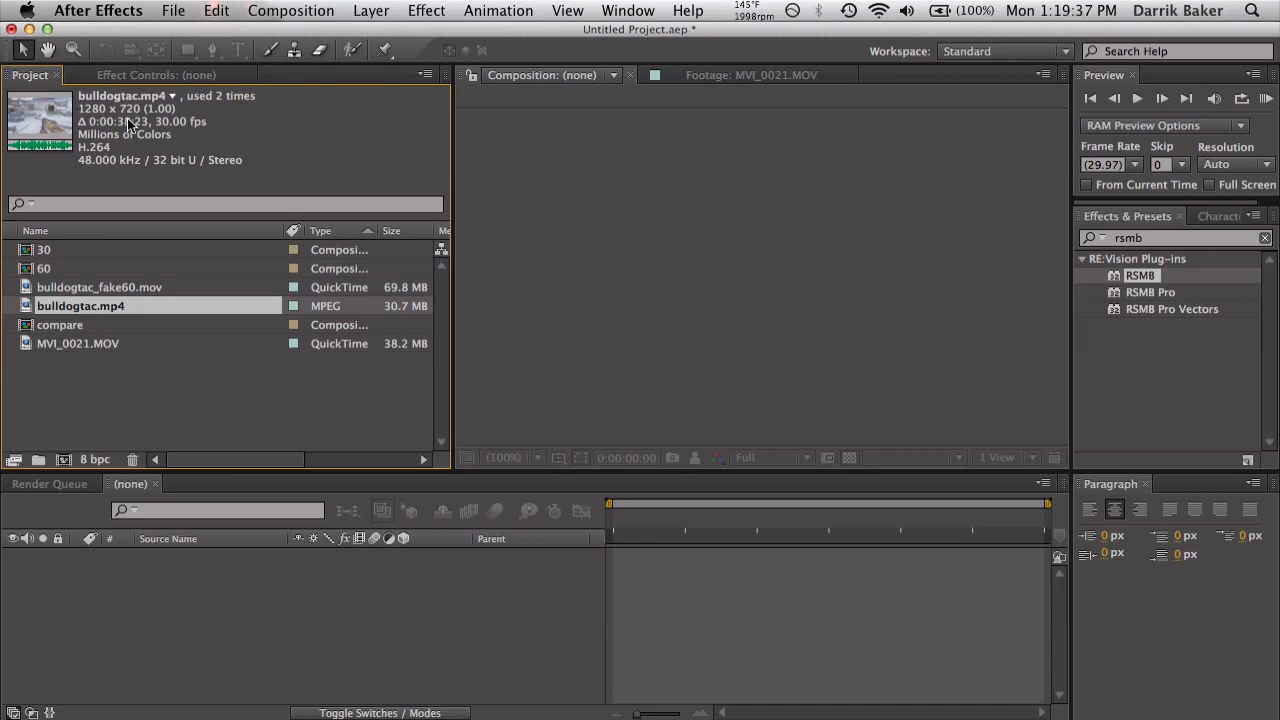 After Effects File Edit Composition Layer Effect Animation View Window Help 145°F 1998rpm (100%) Mon 1:19:37 PM Darrik Baker
Untitled Project.aep *
Workspace: Standard Search Help
Project × Effect Controls: (none)
Composition: (none) × Footage: MVI_0021.MOV
Preview ×
bulldogtac.mp4 , used 2 times
1280 x 720 (1.00)
Δ 0:00:38:23, 30.00 fps
Millions of Colors
H.264
48.000 kHz / 32 bit U / Stereo
RAM Preview Options
Frame Rate Skip Resolution
(29.97) 0 Auto
From Current Time Full Screen
Effects & Presets × Charact
rsmb
RE:Vision Plug-ins
RSMB
RSMB Pro
RSMB Pro Vectors
Name Type Size Me
30 Composi...
60 Composi...
bulldogtac_fake60.mov QuickTime 69.8 MB
bulldogtac.mp4 MPEG 30.7 MB
compare Composi...
MVI_0021.MOV QuickTime 38.2 MB
8 bpc
(100%) 0:00:00:00 Full 1 View
Render Queue (none) ×
Paragraph ×
# Source Name fx Parent
0 px 0 px 0 px
0 px 0 px
Toggle Switches / Modes